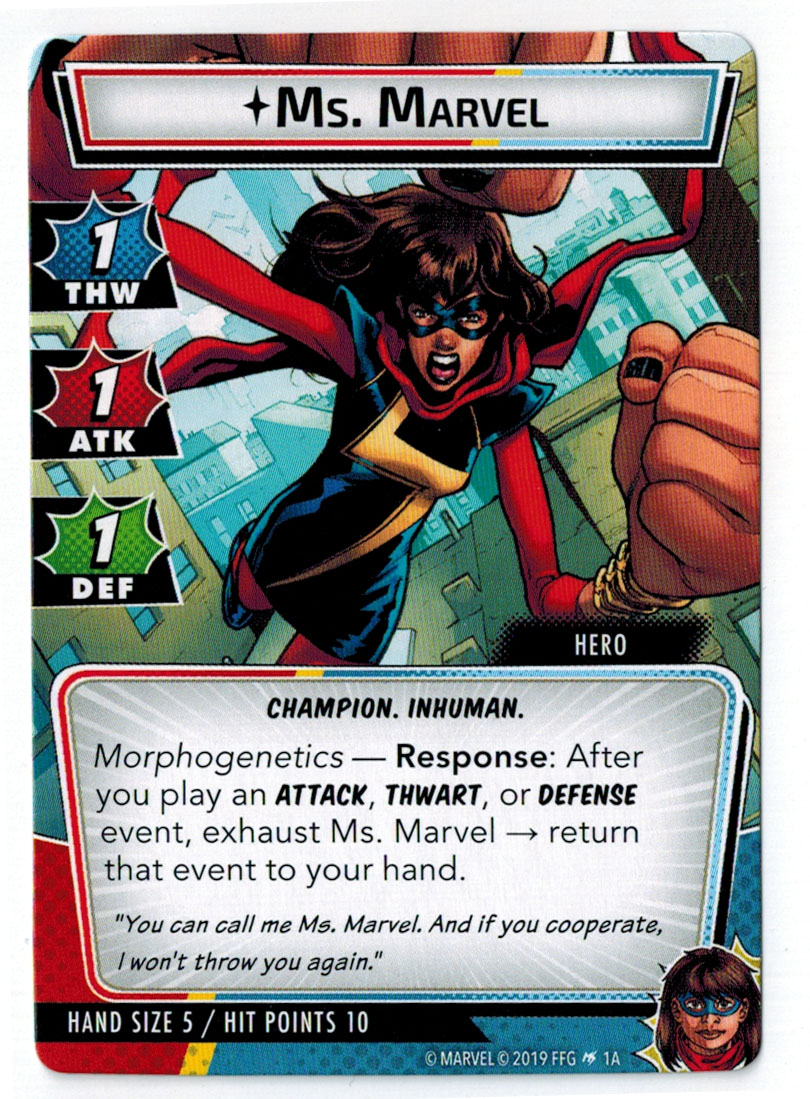 Ms. Marvel
1
THW
1
ATK
1
DEF
HERO
CHAMPION. INHUMAN.
Morphogenetics — Response: After
you play an ATTACK, THWART, or DEFENSE
event, exhaust Ms. Marvel → return
that event to your hand.
"You can call me Ms. Marvel. And if you cooperate,
I won't throw you again."
HAND SIZE 5 / HIT POINTS 10
© MARVEL © 2019 FFG 1A